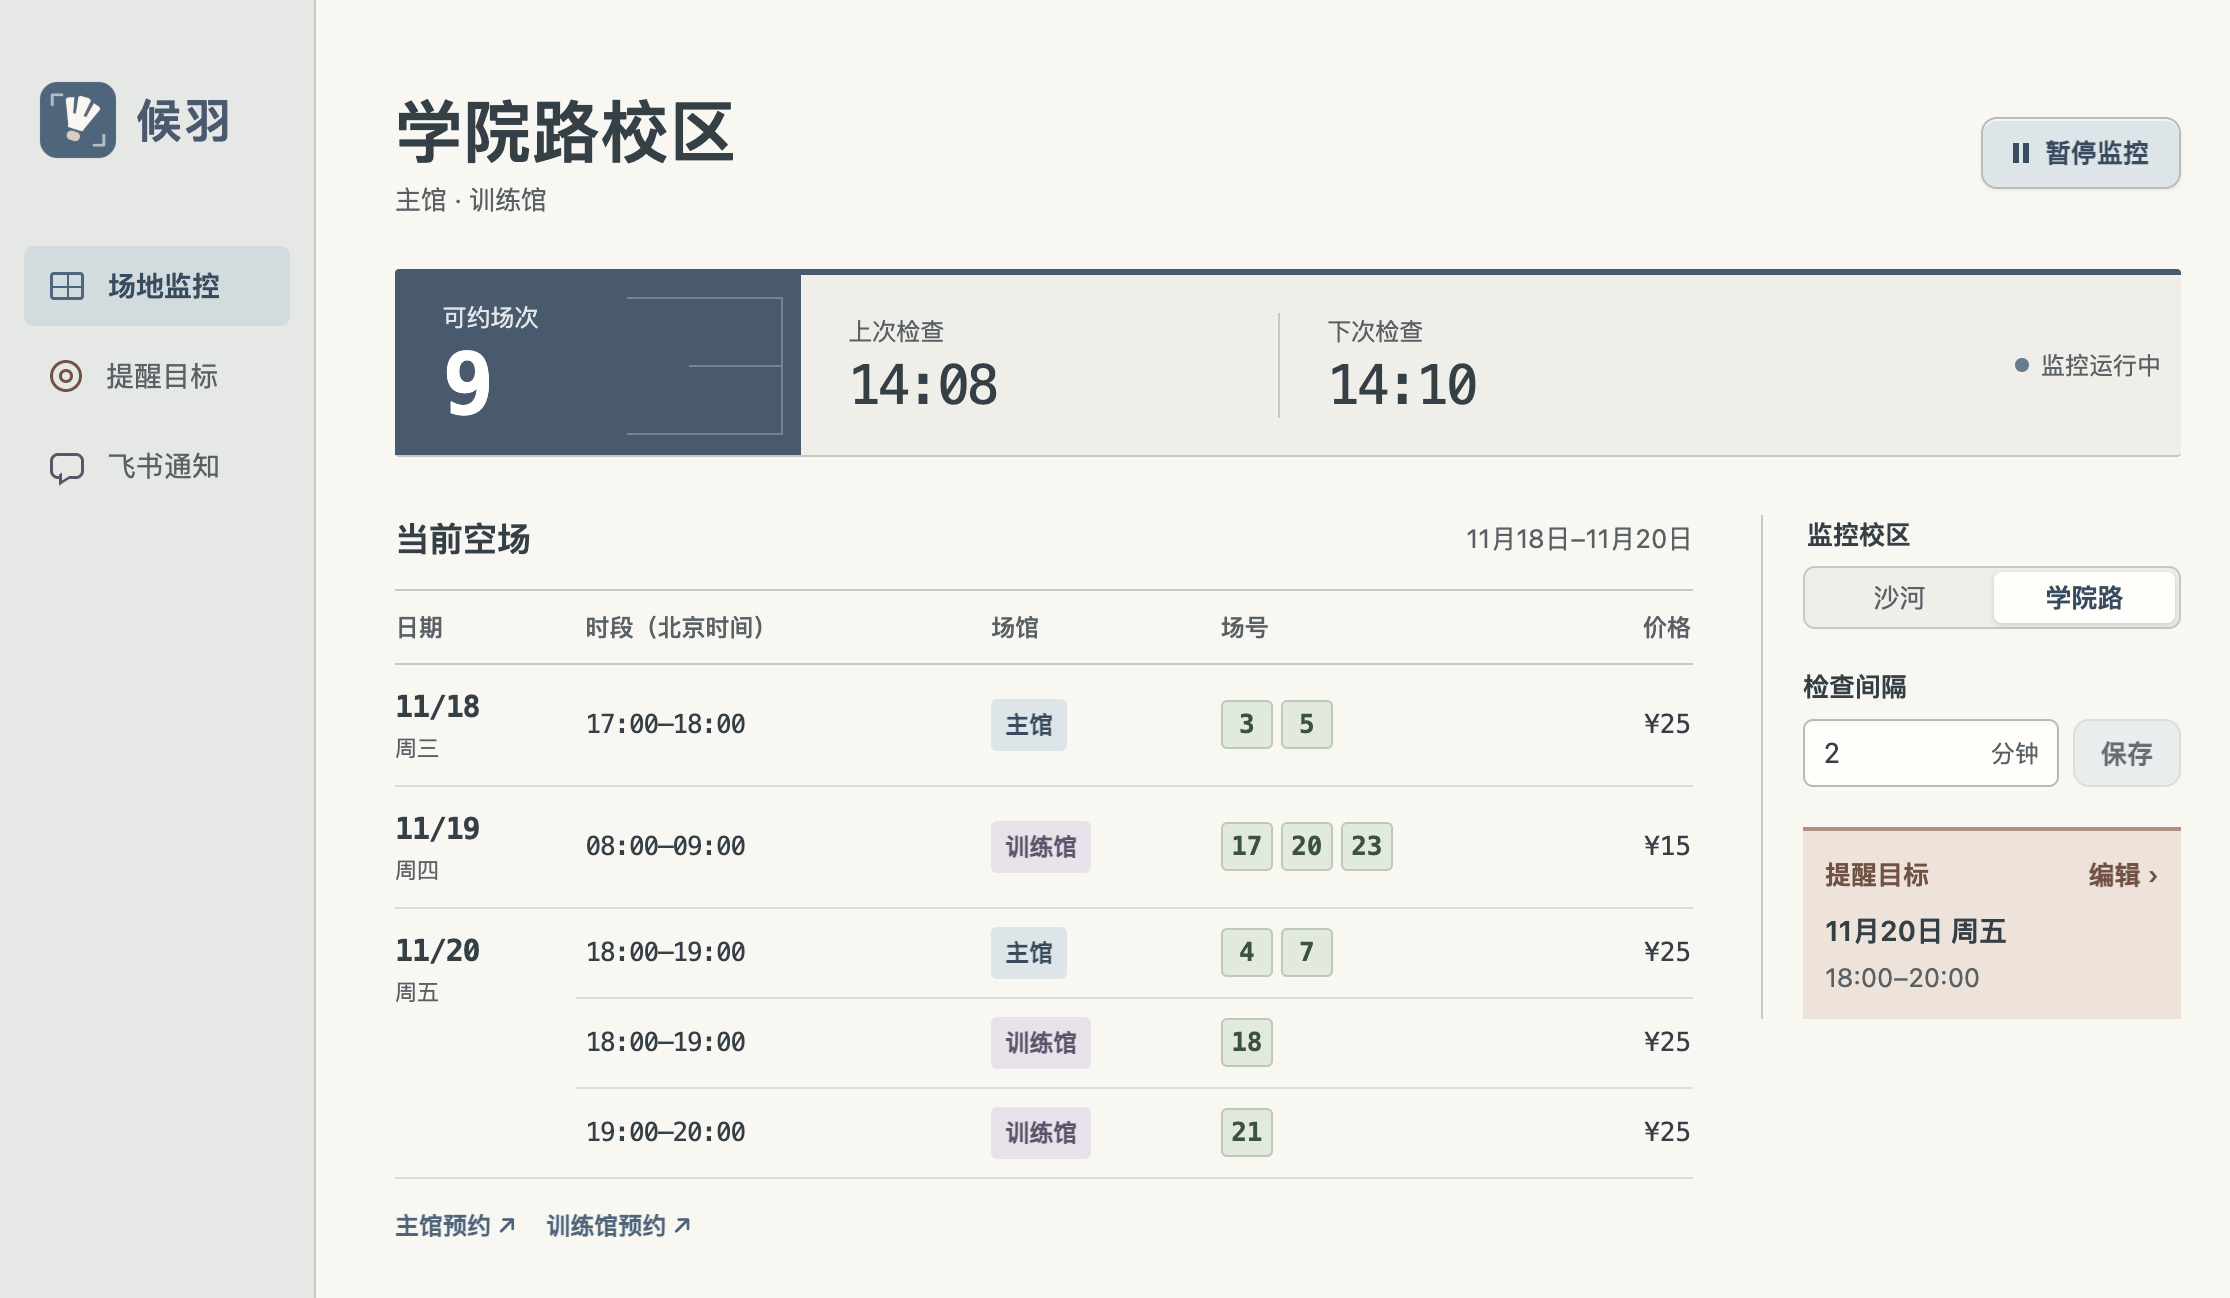 候羽
场地监控
提醒目标
飞书通知
学院路校区
主馆 · 训练馆
暂停监控
可约场次
9
上次检查
14:08
下次检查
14:10
监控运行中
当前空场
11月18日–11月20日
日期 时段（北京时间） 场馆 场号 价格
11/18
周三
17:00–18:00 主馆 3 5 ¥25
11/19
周四
08:00–09:00 训练馆 17 20 23 ¥15
11/20
周五
18:00–19:00 主馆 4 7 ¥25
18:00–19:00 训练馆 18 ¥25
19:00–20:00 训练馆 21 ¥25
主馆预约 ↗ 训练馆预约 ↗
监控校区
沙河 学院路
检查间隔
2 分钟 保存
提醒目标 编辑 ›
11月20日 周五
18:00–20:00